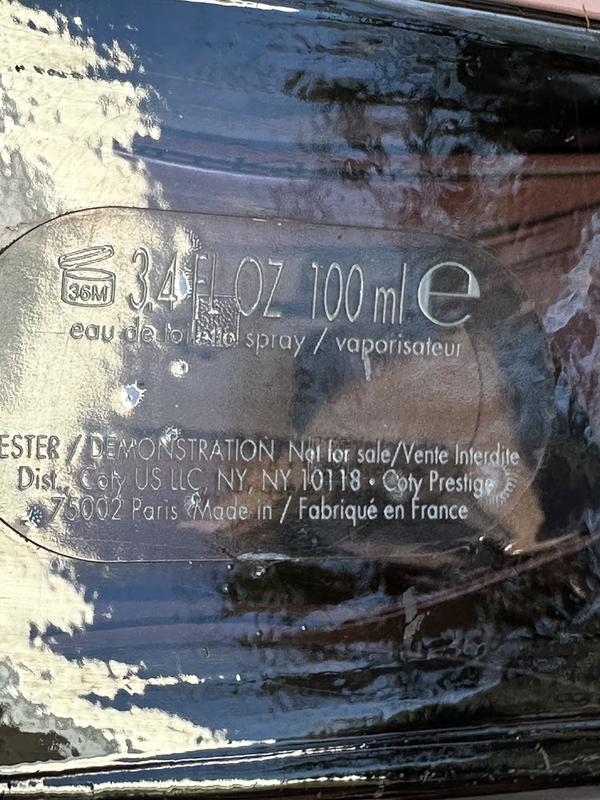 36M 3.4 FL OZ 100 ml e
eau de toilette spray / vaporisateur
ESTER / DEMONSTRATION Not for sale/Vente Interdite
Dist. Coty US LLC, NY, NY 10118 • Coty Prestige
75002 Paris Made in / Fabriqué en France